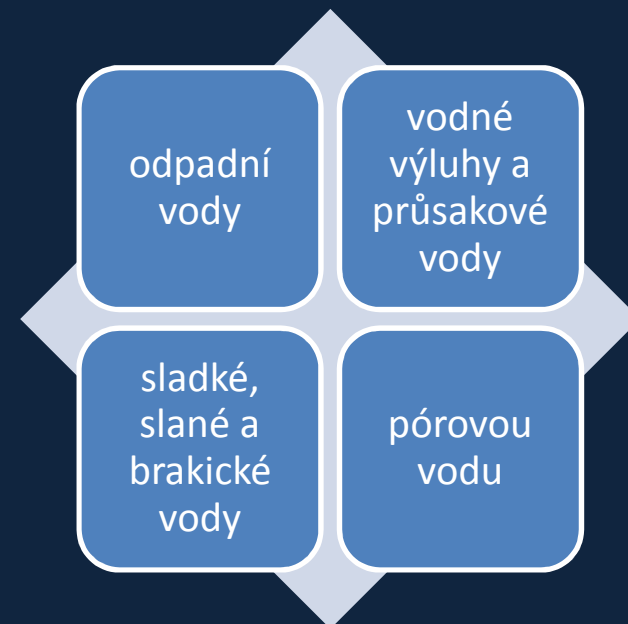 odpadní
vody
vodné
výluhy a
průsakové
vody
sladké,
slané a
brakické
vody
pórovou
vodu